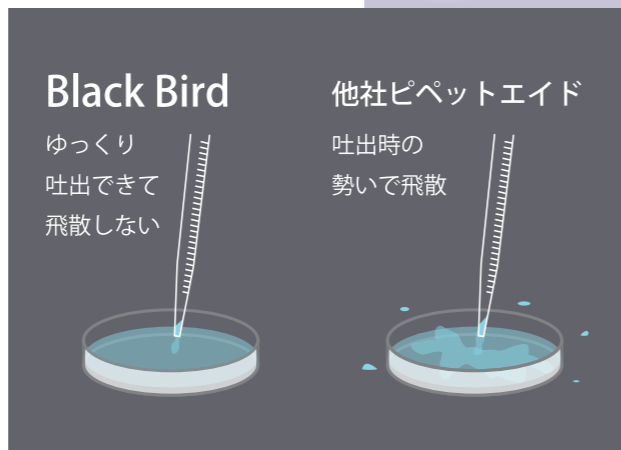 Black Bird
ゆっくり
吐出できて
飛散しない
他社ピペットエイド
吐出時の
勢いで飛散